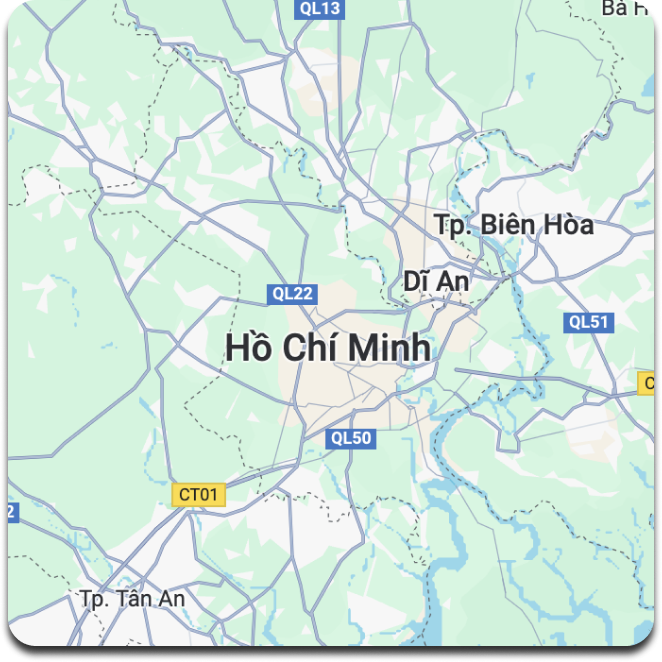 QL13
Tp. Biên Hòa
Dĩ An
QL22
QL51
Hồ Chí Minh
QL50
CT01
Tp. Tân An